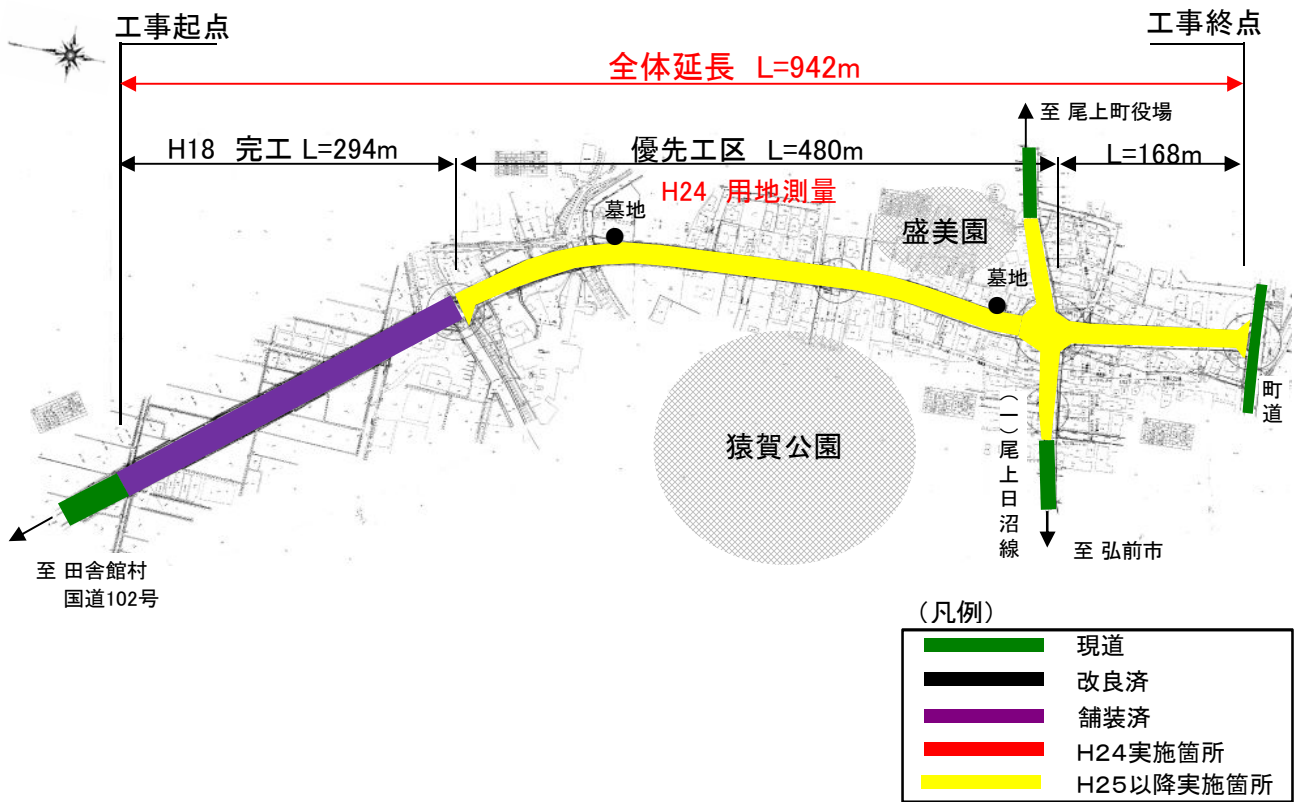 工事起点
工事終点
全体延長 L=942m
至 尾上町役場
H18 完工 L=294m
優先工区 L=480m
L=168m
H24 用地測量
墓地
盛美園
墓地
猿賀公園
町道
(一)尾上日沼線
至 弘前市
至 田舎館村
国道102号
(凡例)
現道
改良済
舗装済
H24実施箇所
H25以降実施箇所